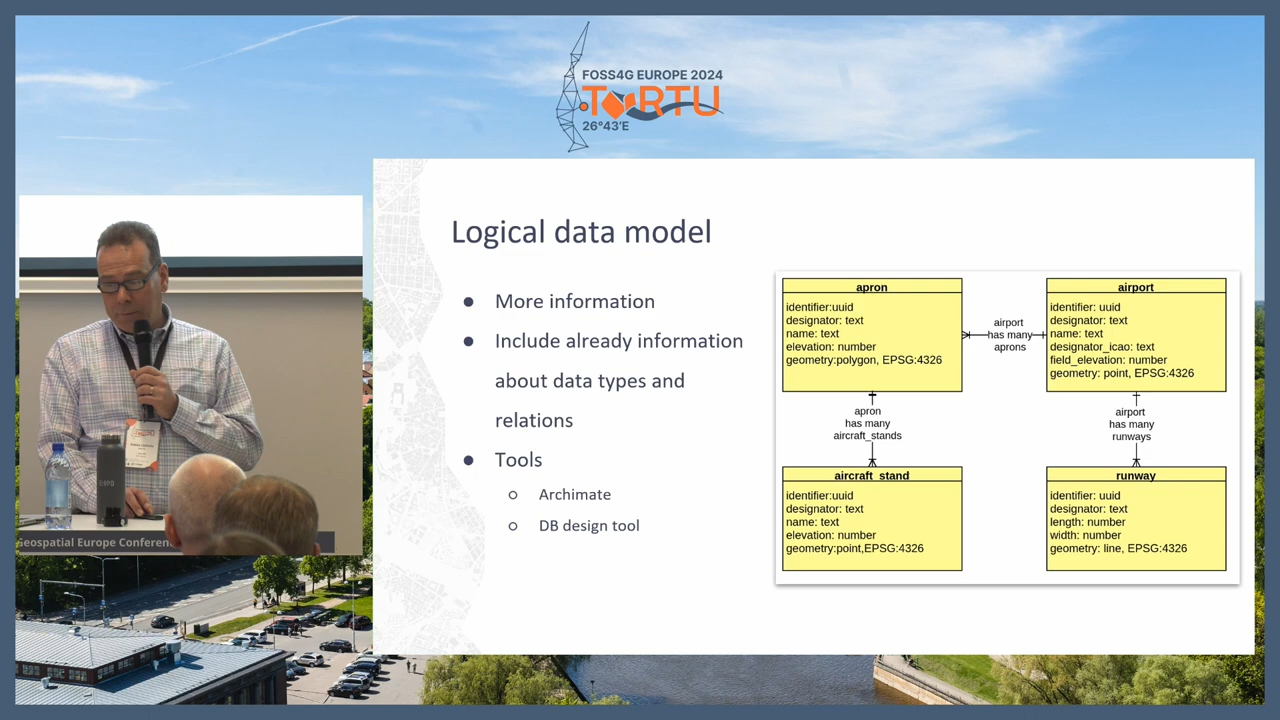 FOSS4G EUROPE 2024
TARTU
26°43'E
Logical data model
● More information
● Include already information
about data types and
relations
● Tools
○ Archimate
○ DB design tool
apron
identifier:uuid
designator: text
name: text
elevation: number
geometry:polygon, EPSG:4326
airport
has many
aprons
airport
identifier: uuid
designator: text
name: text
designator_icao: text
field_elevation: number
geometry: point, EPSG:4326
apron
has many
aircraft_stands
airport
has many
runways
aircraft_stand
identifier:uuid
designator: text
name: text
elevation: number
geometry:point,EPSG:4326
runway
identifier: uuid
designator: text
length: number
width: number
geometry: line, EPSG:4326
Geospatial Europe Conferen